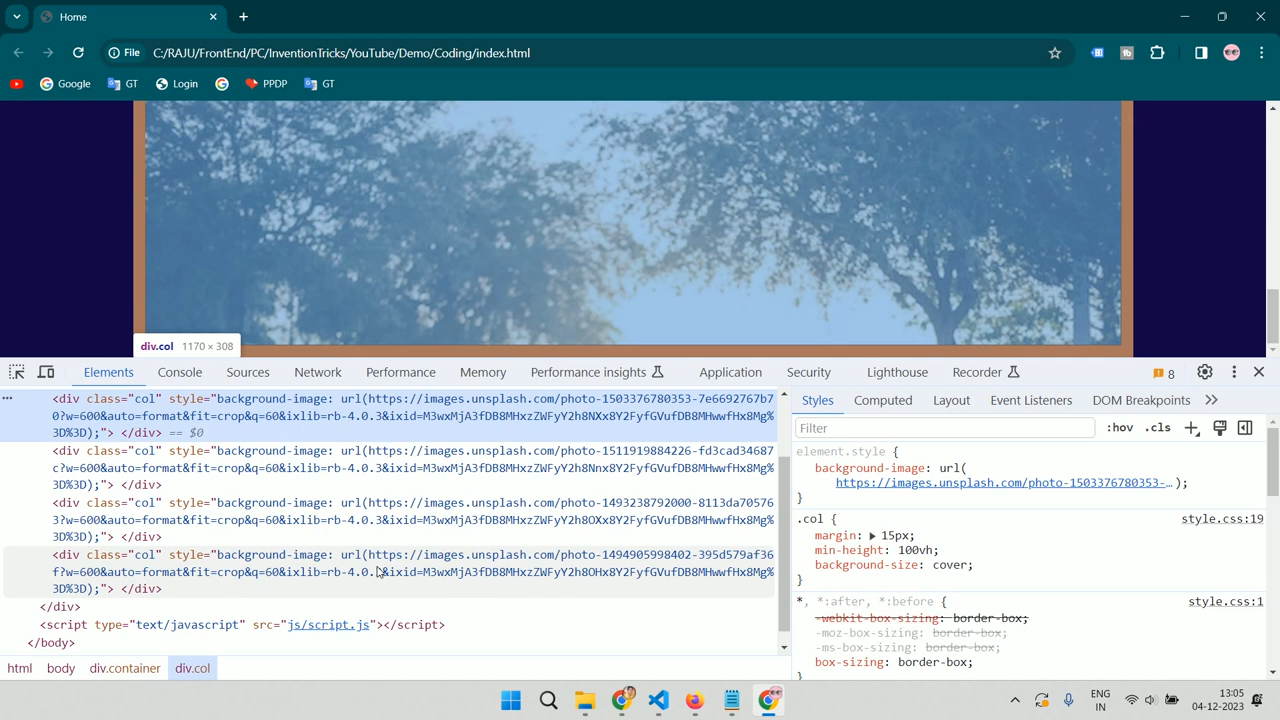 Home
File C:/RAJU/FrontEnd/PC/InventionTricks/YouTube/Demo/Coding/index.html
Google GT Login PPDP GT
div.col 1170 × 308
Elements Console Sources Network Performance Memory Performance insights Application Security Lighthouse Recorder 8
<div class="col" style="background-image: url(https://images.unsplash.com/photo-1503376780353-7e6692767b7
0?w=600&auto=format&fit=crop&q=60&ixlib=rb-4.0.3&ixid=M3wxMjA3fDB8MHxzZWFyY2h8NXx8Y2FyfGVufDB8MHwwfHx8Mg%
3D%3D);"> </div> == $0
<div class="col" style="background-image: url(https://images.unsplash.com/photo-1511919884226-fd3cad34687
c?w=600&auto=format&fit=crop&q=60&ixlib=rb-4.0.3&ixid=M3wxMjA3fDB8MHxzZWFyY2h8Nnx8Y2FyfGVufDB8MHwwfHx8Mg%
3D%3D);"> </div>
<div class="col" style="background-image: url(https://images.unsplash.com/photo-1493238792000-8113da70576
3?w=600&auto=format&fit=crop&q=60&ixlib=rb-4.0.3&ixid=M3wxMjA3fDB8MHxzZWFyY2h8OXx8Y2FyfGVufDB8MHwwfHx8Mg%
3D%3D);"> </div>
<div class="col" style="background-image: url(https://images.unsplash.com/photo-1494905998402-395d579af36
f?w=600&auto=format&fit=crop&q=60&ixlib=rb-4.0.3&ixid=M3wxMjA3fDB8MHxzZWFyY2h8OHx8Y2FyfGVufDB8MHwwfHx8Mg%
3D%3D);"> </div>
</div>
<script type="text/javascript" src="js/script.js"></script>
</body>
html body div.container div.col
Styles Computed Layout Event Listeners DOM Breakpoints
Filter :hov .cls
element.style {
background-image: url(
https://images.unsplash.com/photo-1503376780353-… );
}
.col { style.css:19
margin: 15px;
min-height: 100vh;
background-size: cover;
}
*, *:after, *:before { style.css:1
-webkit-box-sizing: border-box;
-moz-box-sizing: border-box;
-ms-box-sizing: border-box;
box-sizing: border-box;
}
ENG
IN
13:05
04-12-2023